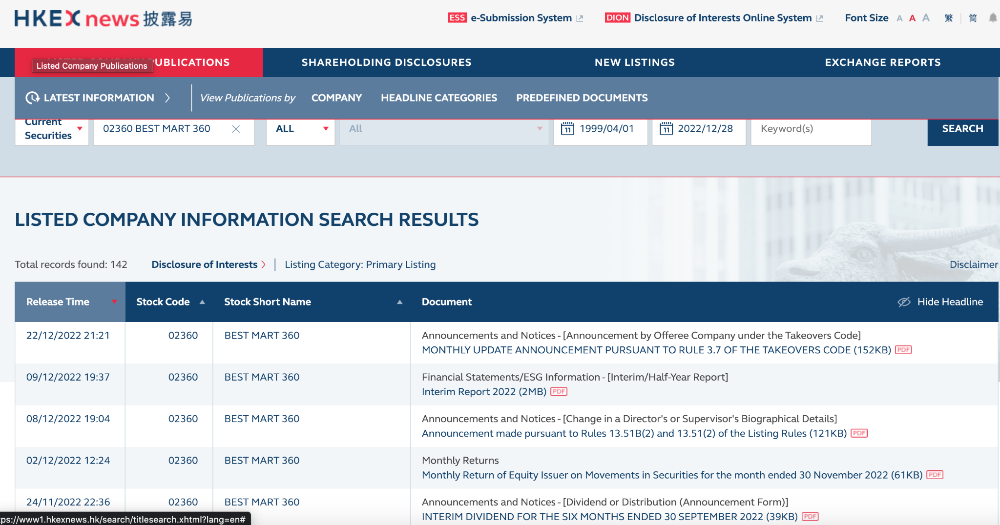 HKEX news 披露易
ESS e-Submission System
DION Disclosure of Interests Online System
Font Size A A A 繁 简
PUBLICATIONS
Listed Company Publications
SHAREHOLDING DISCLOSURES
NEW LISTINGS
EXCHANGE REPORTS
LATEST INFORMATION
View Publications by COMPANY HEADLINE CATEGORIES PREDEFINED DOCUMENTS
Current Securities
02360 BEST MART 360
ALL
All
11 1999/04/01
11 2022/12/28
Keyword(s)
SEARCH
LISTED COMPANY INFORMATION SEARCH RESULTS
Total records found: 142 Disclosure of Interests Listing Category: Primary Listing Disclaimer
Release Time Stock Code Stock Short Name Document Hide Headline
22/12/2022 21:21 02360 BEST MART 360 Announcements and Notices - [Announcement by Offeree Company under the Takeovers Code]
MONTHLY UPDATE ANNOUNCEMENT PURSUANT TO RULE 3.7 OF THE TAKEOVERS CODE (152KB) PDF
09/12/2022 19:37 02360 BEST MART 360 Financial Statements/ESG Information - [Interim/Half-Year Report]
Interim Report 2022 (2MB) PDF
08/12/2022 19:04 02360 BEST MART 360 Announcements and Notices - [Change in a Director's or Supervisor's Biographical Details]
Announcement made pursuant to Rules 13.51B(2) and 13.51(2) of the Listing Rules (121KB) PDF
02/12/2022 12:24 02360 BEST MART 360 Monthly Returns
Monthly Return of Equity Issuer on Movements in Securities for the month ended 30 November 2022 (61KB) PDF
24/11/2022 22:36 02360 BEST MART 360 Announcements and Notices - [Dividend or Distribution (Announcement Form)]
INTERIM DIVIDEND FOR THE SIX MONTHS ENDED 30 SEPTEMBER 2022 (39KB) PDF
tps://www1.hkexnews.hk/search/titlesearch.xhtml?lang=en#